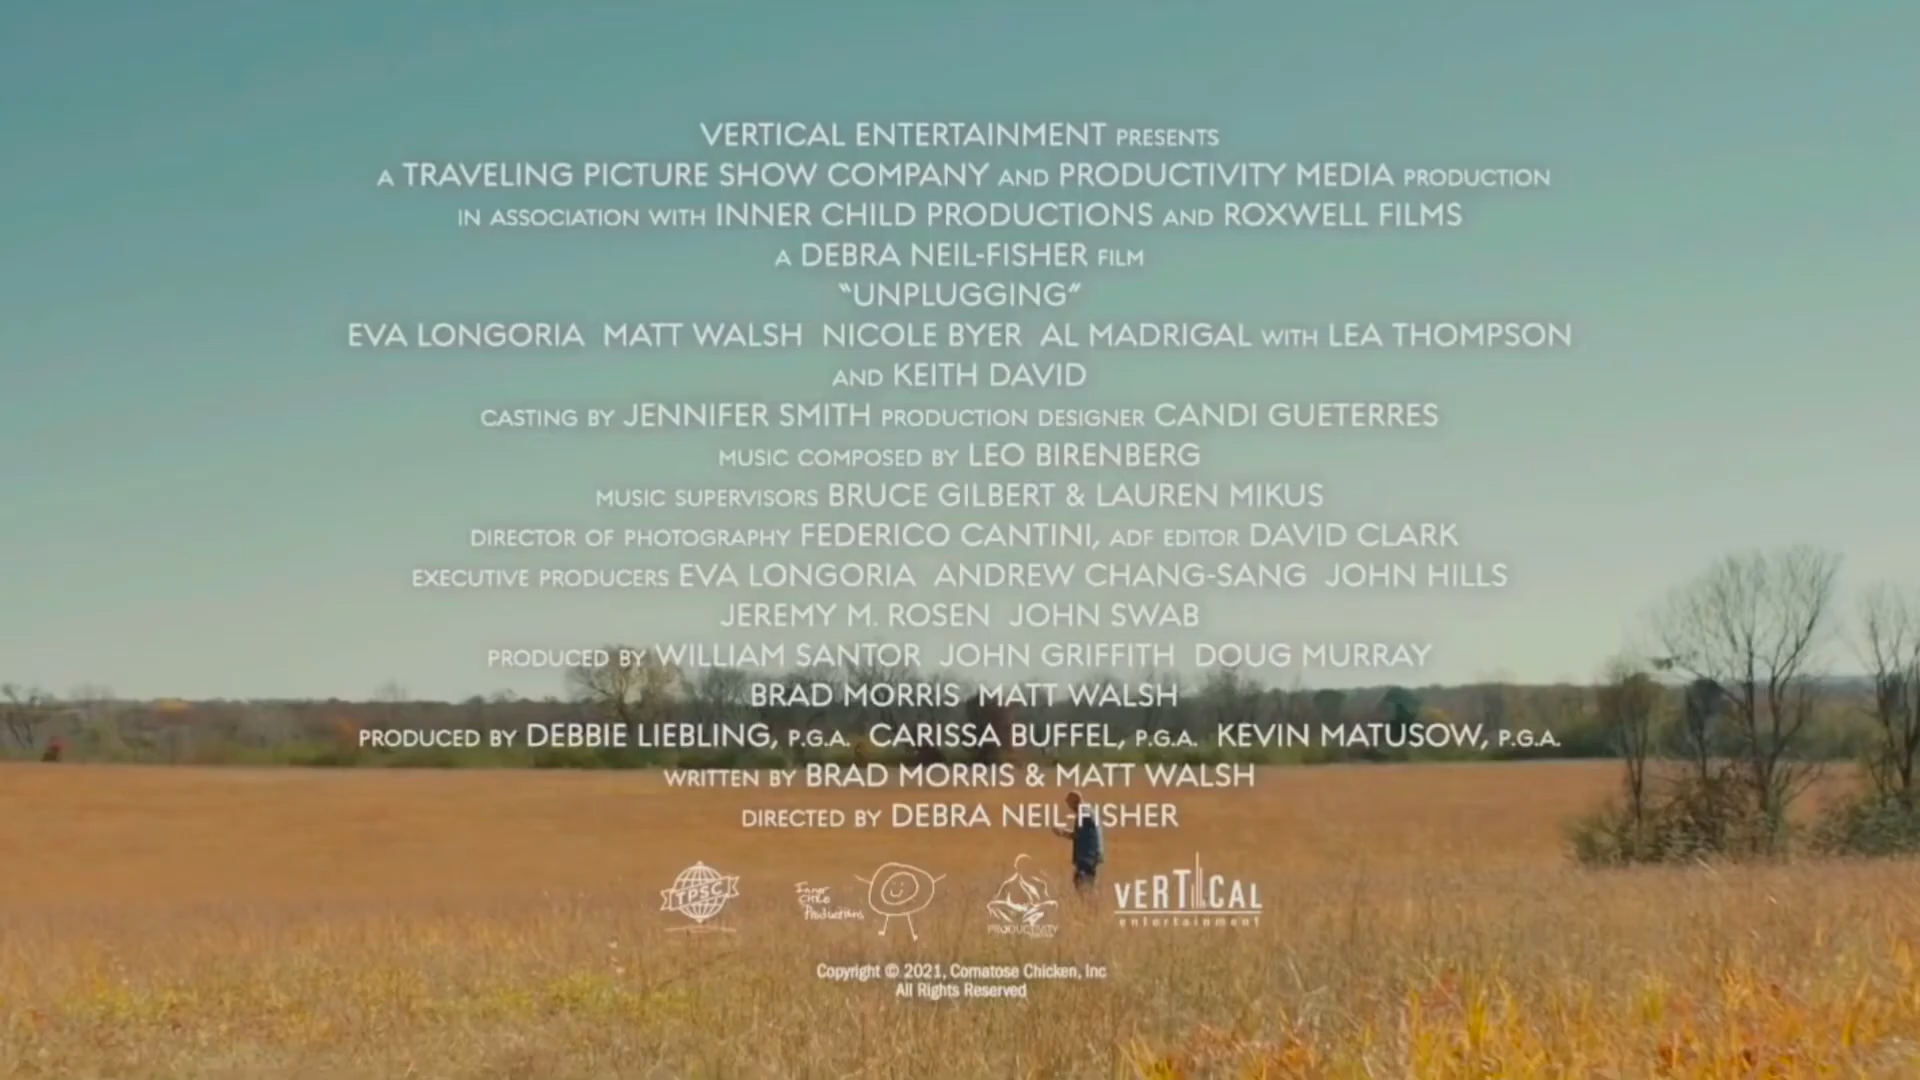 VERTICAL ENTERTAINMENT PRESENTS
A TRAVELING PICTURE SHOW COMPANY AND PRODUCTIVITY MEDIA PRODUCTION
IN ASSOCIATION WITH INNER CHILD PRODUCTIONS AND ROXWELL FILMS
A DEBRA NEIL-FISHER FILM
"UNPLUGGING"
EVA LONGORIA MATT WALSH NICOLE BYER AL MADRIGAL WITH LEA THOMPSON
AND KEITH DAVID
CASTING BY JENNIFER SMITH PRODUCTION DESIGNER CANDI GUETERRES
MUSIC COMPOSED BY LEO BIRENBERG
MUSIC SUPERVISORS BRUCE GILBERT & LAUREN MIKUS
DIRECTOR OF PHOTOGRAPHY FEDERICO CANTINI, ADF EDITOR DAVID CLARK
EXECUTIVE PRODUCERS EVA LONGORIA ANDREW CHANG-SANG JOHN HILLS
JEREMY M. ROSEN JOHN SWAB
PRODUCED BY WILLIAM SANTOR JOHN GRIFFITH DOUG MURRAY
BRAD MORRIS MATT WALSH
PRODUCED BY DEBBIE LIEBLING, P.G.A. CARISSA BUFFEL, P.G.A. KEVIN MATUSOW, P.G.A.
WRITTEN BY BRAD MORRIS & MATT WALSH
DIRECTED BY DEBRA NEIL-FISHER
TPSC
Inner
Child
Productions
PRODUCTIVITY
VERTICAL
entertainment
Copyright © 2021, Comatose Chicken, Inc
All Rights Reserved